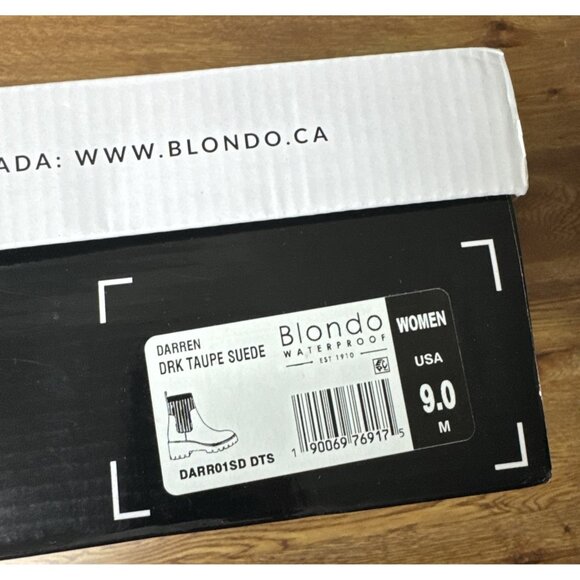 ADA: WWW.BLONDO.CA
DARREN
DRK TAUPE SUEDE
Blondo
WATERPROOF
EST 1910
DARR01SD DTS
1 90069 76917 5
WOMEN
USA
9.0
M